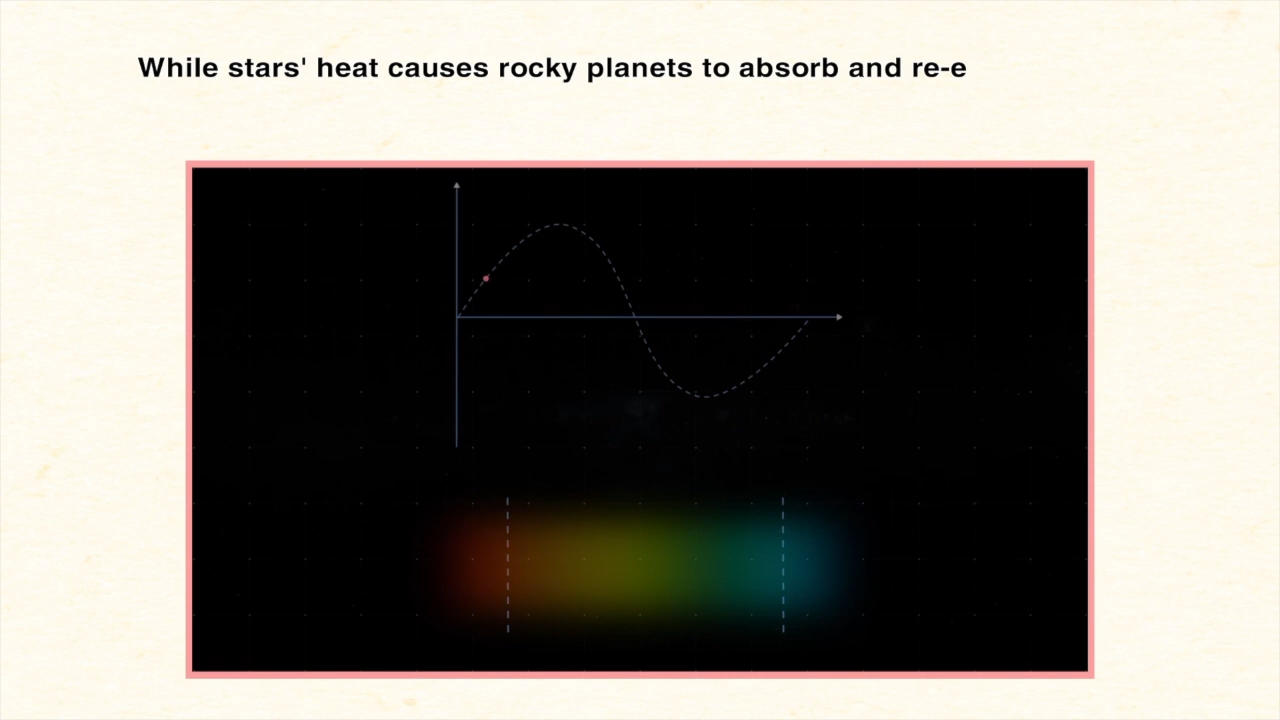 While stars' heat causes rocky planets to absorb and re-e